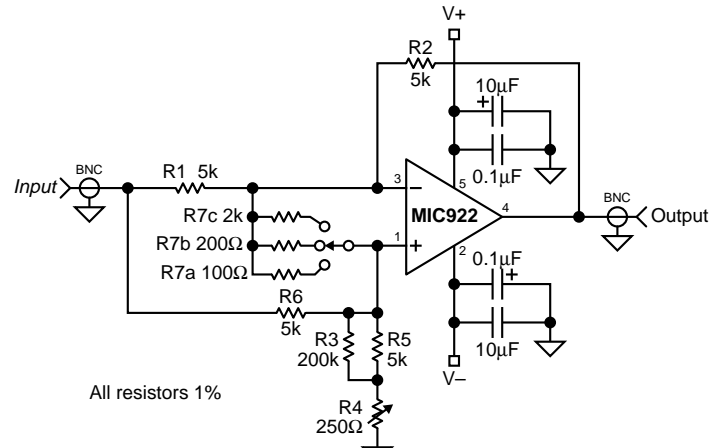 V+
R2
5k
10µF
+
0.1µF
BNC
Input
R1 5k
3
−
5
MIC922
4
BNC
Output
R7c 2k
R7b 200Ω
R7a 100Ω
1
+
2
R6
5k
R3
200k
R5
5k
0.1µF
+
10µF
V–
R4
250Ω
All resistors 1%